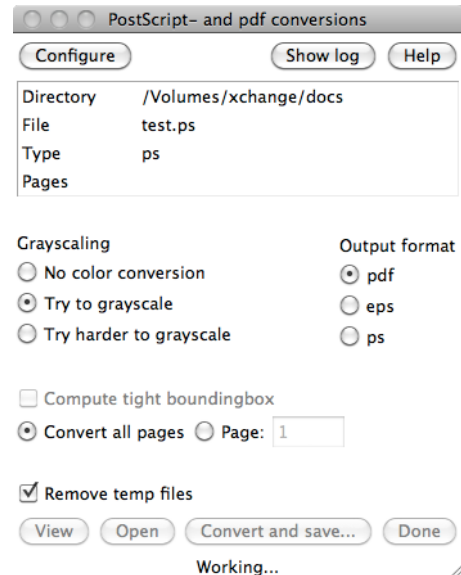 PostScript- and pdf conversions
Configure Show log Help
Directory /Volumes/xchange/docs
File test.ps
Type ps
Pages
Grayscaling Output format
No color conversion pdf
Try to grayscale eps
Try harder to grayscale ps
Compute tight boundingbox
Convert all pages Page: 1
Remove temp files
View Open Convert and save... Done
Working...